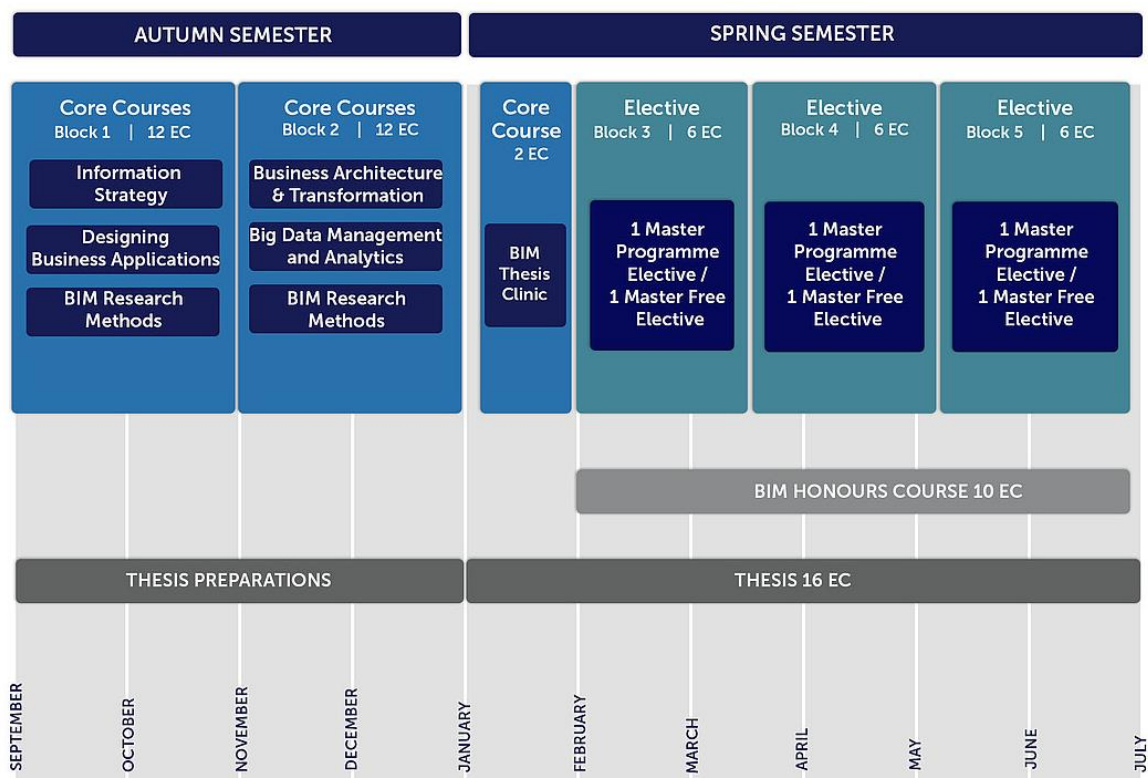 AUTUMN SEMESTER
SPRING SEMESTER
Core Courses
Block 1 | 12 EC
Information
Strategy
Designing
Business Applications
BIM Research
Methods
Core Courses
Block 2 | 12 EC
Business Architecture
& Transformation
Big Data Management
and Analytics
BIM Research
Methods
Core
Course
2 EC
BIM
Thesis
Clinic
Elective
Block 3 | 6 EC
1 Master
Programme
Elective /
1 Master Free
Elective
Elective
Block 4 | 6 EC
1 Master
Programme
Elective /
1 Master Free
Elective
Elective
Block 5 | 6 EC
1 Master
Programme
Elective /
1 Master Free
Elective
BIM HONOURS COURSE 10 EC
THESIS PREPARATIONS
THESIS 16 EC
SEPTEMBER
OCTOBER
NOVEMBER
DECEMBER
JANUARY
FEBRUARY
MARCH
APRIL
MAY
JUNE
JULY